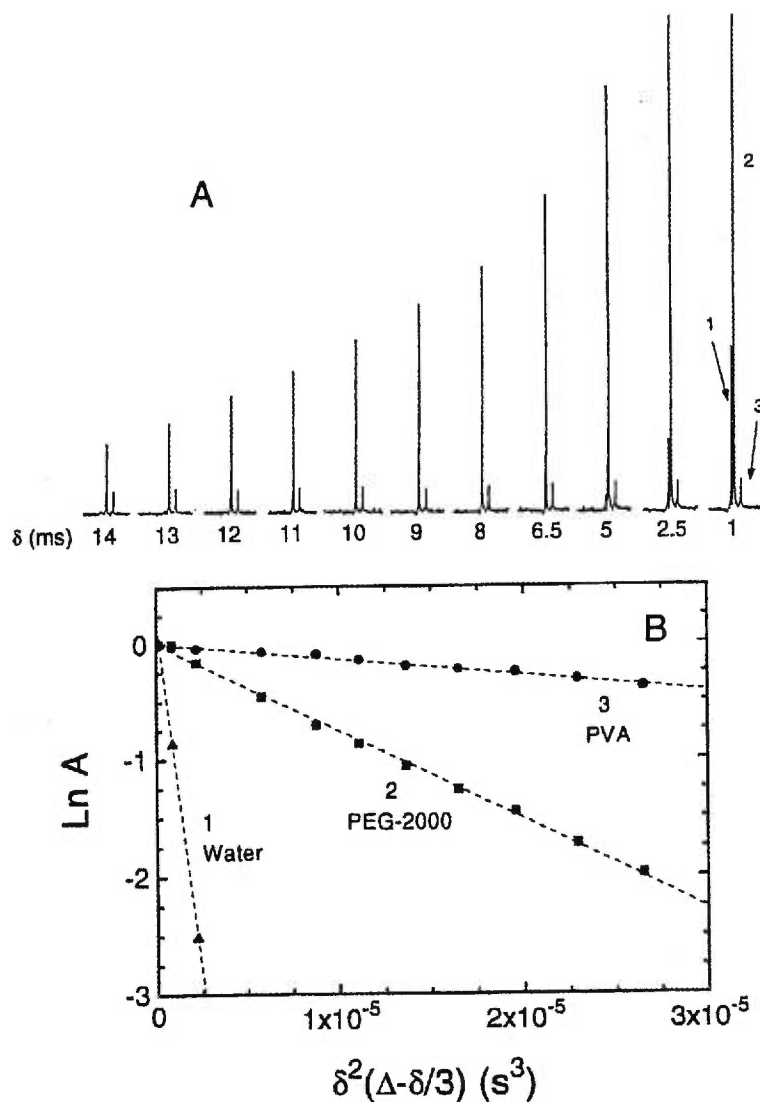 A
2
1
3
δ (ms) 14 13 12 11 10 9 8 6.5 5 2.5 1
B
0
-1
-2
-3
Ln A
3
PVA
2
PEG-2000
1
Water
0 1x10⁻⁵ 2x10⁻⁵ 3x10⁻⁵
δ²(Δ-δ/3) (s³)